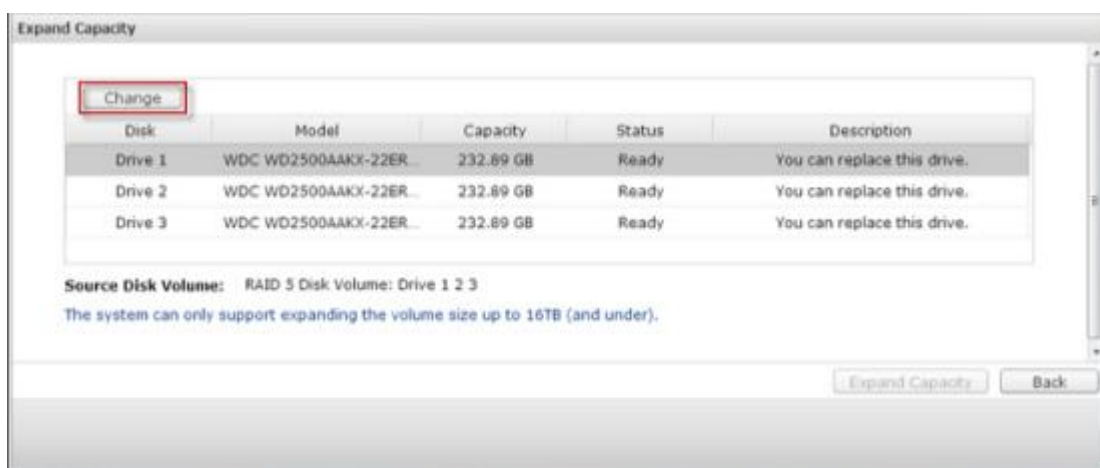 Expand Capacity
Change
Disk Model Capacity Status Description
Drive 1 WDC WD2500AAKX-22ER... 232.89 GB Ready You can replace this drive.
Drive 2 WDC WD2500AAKX-22ER... 232.89 GB Ready You can replace this drive.
Drive 3 WDC WD2500AAKX-22ER... 232.89 GB Ready You can replace this drive.
Source Disk Volume: RAID 5 Disk Volume: Drive 1 2 3
The system can only support expanding the volume size up to 16TB (and under).
Expand Capacity Back